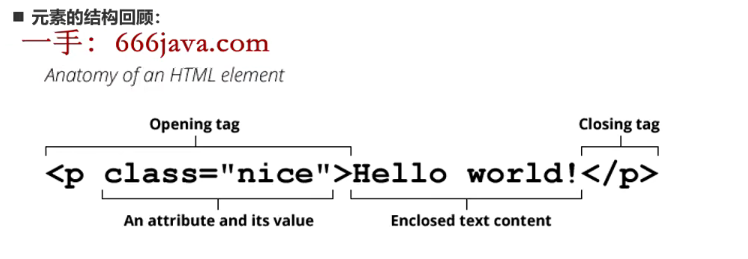 ■ 元素的结构回顾：
一手：666java.com
Anatomy of an HTML element
Opening tag
Closing tag
<p class="nice">Hello world!</p>
An attribute and its value
Enclosed text content